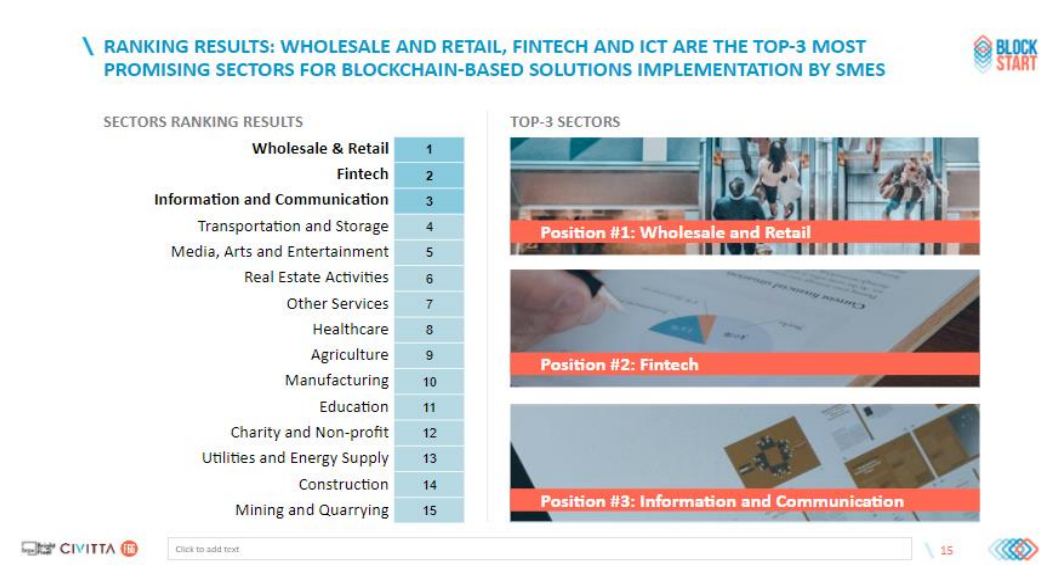 RANKING RESULTS: WHOLESALE AND RETAIL, FINTECH AND ICT ARE THE TOP-3 MOST
PROMISING SECTORS FOR BLOCKCHAIN-BASED SOLUTIONS IMPLEMENTATION BY SMES
BLOCK
START
SECTORS RANKING RESULTS
Wholesale & Retail 1
Fintech 2
Information and Communication 3
Transportation and Storage 4
Media, Arts and Entertainment 5
Real Estate Activities 6
Other Services 7
Healthcare 8
Agriculture 9
Manufacturing 10
Education 11
Charity and Non-profit 12
Utilities and Energy Supply 13
Construction 14
Mining and Quarrying 15
TOP-3 SECTORS
Position #1: Wholesale and Retail
Current financial situation
Position #2: Fintech
Position #3: Information and Communication
Bright
CIVITTA
F6S
Click to add text
15